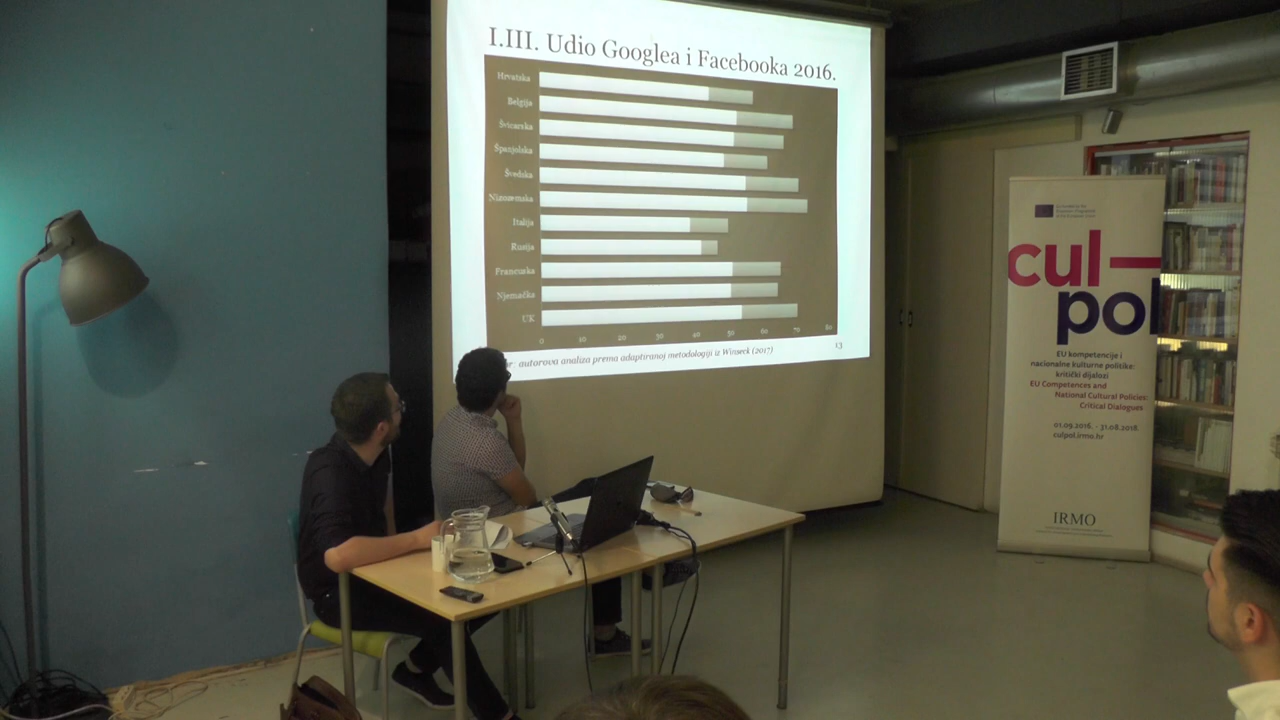 I.III. Udio Googlea i Facebooka 2016.
Hrvatska
Belgija
Švicarska
Španjolska
Švedska
Nizozemska
Italija
Rusija
Francuska
Njemačka
UK
0 10 20 30 40 50 60 70 80
autorova analiza prema adaptiranoj metodologiji iz Winseck (2017)
13
cul—
pol
EU kompetencije i
nacionalne kulturne politike:
kritički dijalozi
EU Competences and
National Cultural Policies:
Critical Dialogues
01.09.2016. - 31.08.2018.
culpol.irmo.hr
IRMO